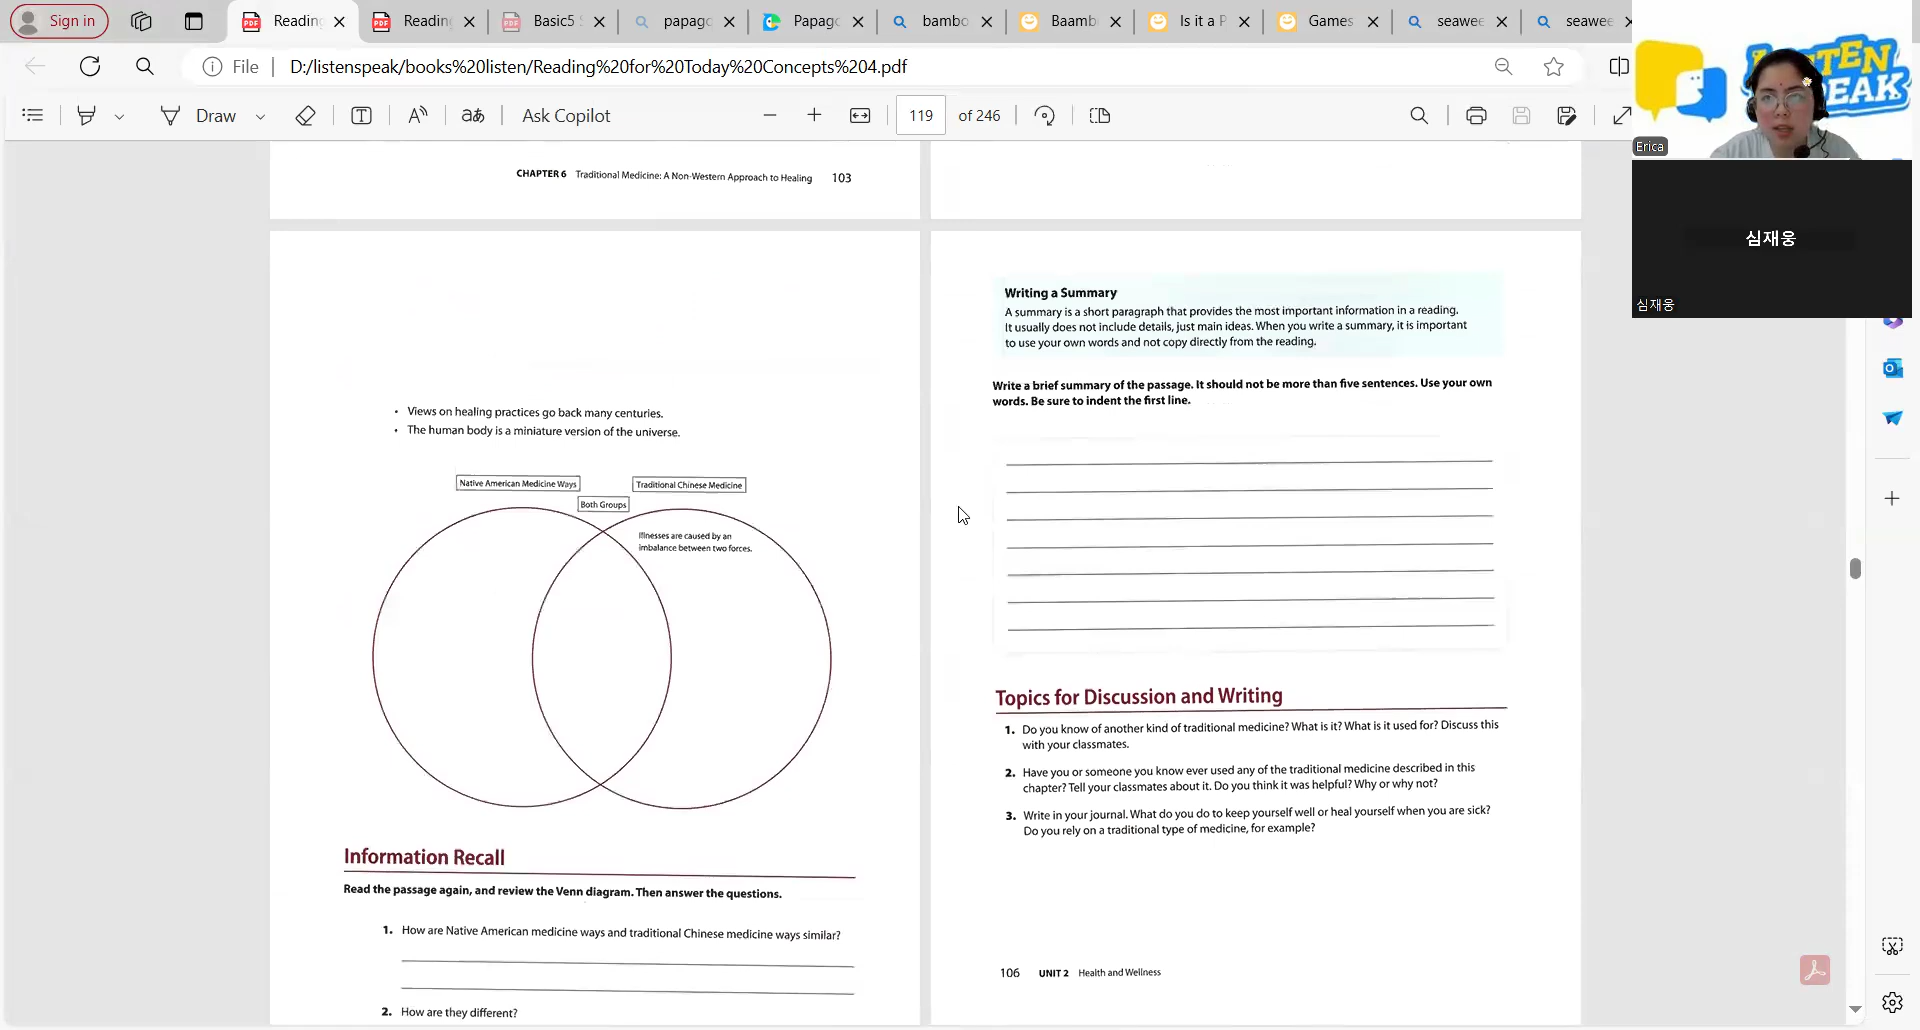 Sign in
Reading
Reading
Basic5
papago
Papago
bambo
Baamb
Is it a P
Games
seawee
seawee
File
D:/listenspeak/books%20listen/Reading%20for%20Today%20Concepts%204.pdf
Draw
T
A
aあ
Ask Copilot
119
of 246
LISTEN
SPEAK
Erica
심재웅
심재웅
CHAPTER 6 Traditional Medicine: A Non-Western Approach to Healing 103
• Views on healing practices go back many centuries.
• The human body is a miniature version of the universe.
Native American Medicine Ways
Traditional Chinese Medicine
Both Groups
Illnesses are caused by an
imbalance between two forces.
Information Recall
Read the passage again, and review the Venn diagram. Then answer the questions.
1. How are Native American medicine ways and traditional Chinese medicine ways similar?
2. How are they different?
Writing a Summary
A summary is a short paragraph that provides the most important information in a reading.
It usually does not include details, just main ideas. When you write a summary, it is important
to use your own words and not copy directly from the reading.
Write a brief summary of the passage. It should not be more than five sentences. Use your own
words. Be sure to indent the first line.
Topics for Discussion and Writing
1. Do you know of another kind of traditional medicine? What is it? What is it used for? Discuss this
with your classmates.
2. Have you or someone you know ever used any of the traditional medicine described in this
chapter? Tell your classmates about it. Do you think it was helpful? Why or why not?
3. Write in your journal. What do you do to keep yourself well or heal yourself when you are sick?
Do you rely on a traditional type of medicine, for example?
106 UNIT 2 Health and Wellness